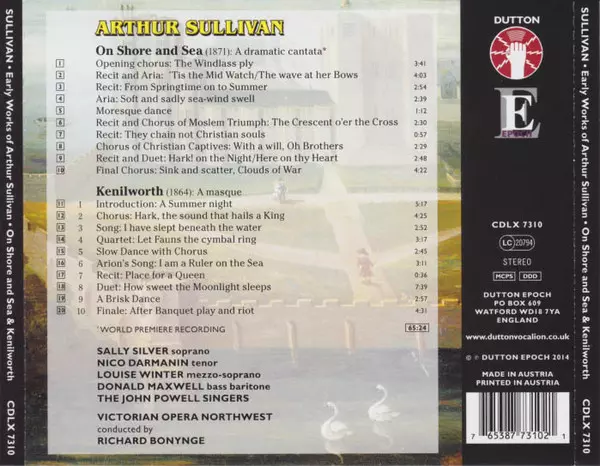 SULLIVAN • Early Works of Arthur Sullivan • On Shore and Sea & Kenilworth CDLX 7310
ARTHUR SULLIVAN
On Shore and Sea (1871): A dramatic cantata*
1 Opening chorus: The Windlass ply 3:41
2 Recit and Aria: 'Tis the Mid Watch/The wave at her Bows 4:03
3 Recit: From Springtime on to Summer 2:54
4 Aria: Soft and sadly sea-wind swell 2:39
5 Moresque dance 1:12
6 Recit and Chorus of Moslem Triumph: The Crescent o'er the Cross 2:30
7 Recit: They chain not Christian souls 0:57
8 Chorus of Christian Captives: With a will, Oh Brothers 2:21
9 Recit and Duet: Hark! on the Night/Here on thy Heart 4:33
10 Final Chorus: Sink and scatter, Clouds of War 4:22
Kenilworth (1864): A masque
11 1 Introduction: A Summer night 5:17
12 2 Chorus: Hark, the sound that hails a King 4:25
13 3 Song: I have slept beneath the water 3:52
14 4 Quartet: Let Fauns the cymbal ring 2:41
15 5 Slow Dance with Chorus
16 6 Arion's Song: I am a Ruler on the Sea 3:11
17 7 Recit: Place for a Queen
18 8 Duet: How sweet the Moonlight sleeps
19 9 A Brisk Dance
20 10 Finale: After Banquet play and riot 4:31
*WORLD PREMIERE RECORDING 65:24
SALLY SILVER soprano
NICO DARMANIN tenor
LOUISE WINTER mezzo-soprano
DONALD MAXWELL bass baritone
THE JOHN POWELL SINGERS
VICTORIAN OPERA NORTHWEST
conducted by
RICHARD BONYNGE
DUTTON
E
EPOCH
CDLX 7310
LC 20794
STEREO
MCPS DDD
DUTTON EPOCH
PO BOX 609
WATFORD WD18 7YA
ENGLAND
www.duttonvocalion.co.uk
© ℗ DUTTON EPOCH 2014
MADE IN AUSTRIA
PRINTED IN AUSTRIA
7 65387 73102 1
SULLIVAN • Early Works of Arthur Sullivan • On Shore and Sea & Kenilworth CDLX 7310